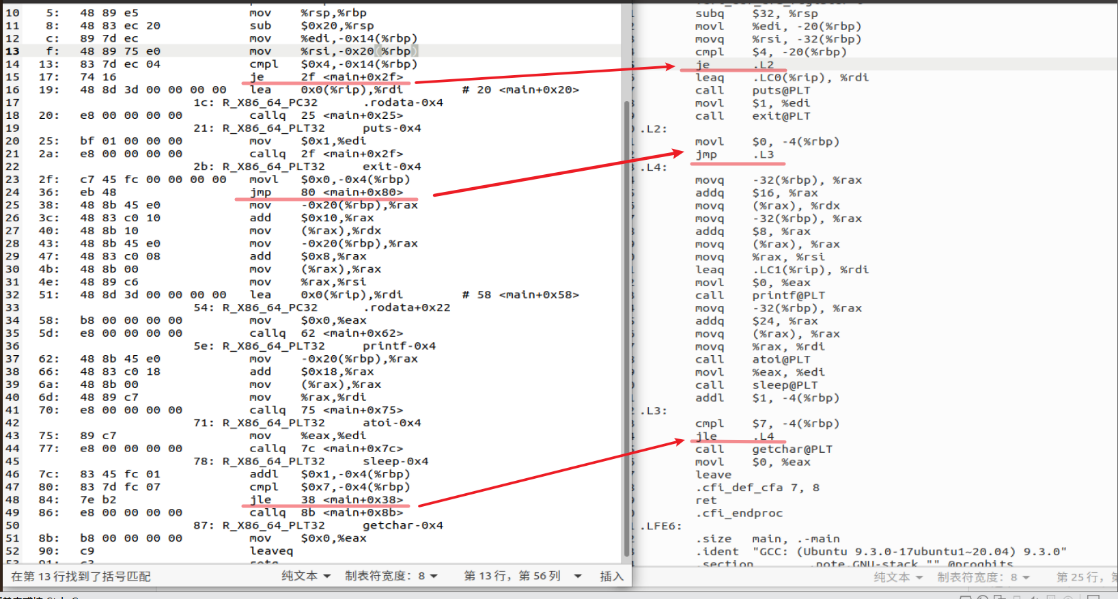 10 5: 48 89 e5 mov %rsp,%rbp
11 8: 48 83 ec 20 sub $0x20,%rsp
12 c: 89 7d ec mov %edi,-0x14(%rbp)
13 f: 48 89 75 e0 mov %rsi,-0x20(%rbp)
14 13: 83 7d ec 04 cmpl $0x4,-0x14(%rbp)
15 17: 74 16 je 2f <main+0x2f>
16 19: 48 8d 3d 00 00 00 00 lea 0x0(%rip),%rdi # 20 <main+0x20>
17 1c: R_X86_64_PC32 .rodata-0x4
18 20: e8 00 00 00 00 callq 25 <main+0x25>
19 21: R_X86_64_PLT32 puts-0x4
20 25: bf 01 00 00 00 mov $0x1,%edi
21 2a: e8 00 00 00 00 callq 2f <main+0x2f>
22 2b: R_X86_64_PLT32 exit-0x4
23 2f: c7 45 fc 00 00 00 00 movl $0x0,-0x4(%rbp)
24 36: eb 48 jmp 80 <main+0x80>
25 38: 48 8b 45 e0 mov -0x20(%rbp),%rax
26 3c: 48 83 c0 10 add $0x10,%rax
27 40: 48 8b 10 mov (%rax),%rdx
28 43: 48 8b 45 e0 mov -0x20(%rbp),%rax
29 47: 48 83 c0 08 add $0x8,%rax
30 4b: 48 8b 00 mov (%rax),%rax
31 4e: 48 89 c6 mov %rax,%rsi
32 51: 48 8d 3d 00 00 00 00 lea 0x0(%rip),%rdi # 58 <main+0x58>
33 54: R_X86_64_PC32 .rodata+0x22
34 58: b8 00 00 00 00 mov $0x0,%eax
35 5d: e8 00 00 00 00 callq 62 <main+0x62>
36 5e: R_X86_64_PLT32 printf-0x4
37 62: 48 8b 45 e0 mov -0x20(%rbp),%rax
38 66: 48 83 c0 18 add $0x18,%rax
39 6a: 48 8b 00 mov (%rax),%rax
40 6d: 48 89 c7 mov %rax,%rdi
41 70: e8 00 00 00 00 callq 75 <main+0x75>
42 71: R_X86_64_PLT32 atoi-0x4
43 75: 89 c7 mov %eax,%edi
44 77: e8 00 00 00 00 callq 7c <main+0x7c>
45 78: R_X86_64_PLT32 sleep-0x4
46 7c: 83 45 fc 01 addl $0x1,-0x4(%rbp)
47 80: 83 7d fc 07 cmpl $0x7,-0x4(%rbp)
48 84: 7e b2 jle 38 <main+0x38>
49 86: e8 00 00 00 00 callq 8b <main+0x8b>
50 87: R_X86_64_PLT32 getchar-0x4
51 8b: b8 00 00 00 00 mov $0x0,%eax
52 90: c9 leaveq
在第 13 行找到了括号匹配 纯文本 制表符宽度: 8 第 13 行, 第 56 列 插入
subq $32, %rsp
movl %edi, -20(%rbp)
movq %rsi, -32(%rbp)
cmpl $4, -20(%rbp)
je .L2
leaq .LC0(%rip), %rdi
call puts@PLT
movl $1, %edi
call exit@PLT
.L2:
movl $0, -4(%rbp)
jmp .L3
.L4:
movq -32(%rbp), %rax
addq $16, %rax
movq (%rax), %rdx
movq -32(%rbp), %rax
addq $8, %rax
movq (%rax), %rax
movq %rax, %rsi
leaq .LC1(%rip), %rdi
movl $0, %eax
call printf@PLT
movq -32(%rbp), %rax
addq $24, %rax
movq (%rax), %rax
movq %rax, %rdi
call atoi@PLT
movl %eax, %edi
call sleep@PLT
addl $1, -4(%rbp)
.L3:
cmpl $7, -4(%rbp)
jle .L4
call getchar@PLT
movl $0, %eax
leave
.cfi_def_cfa 7, 8
ret
.cfi_endproc
.LFE6:
.size main, .-main
.ident "GCC: (Ubuntu 9.3.0-17ubuntu1~20.04) 9.3.0"
.section .note.GNU-stack,"",@progbits
纯文本 制表符宽度: 8 第 25 行,